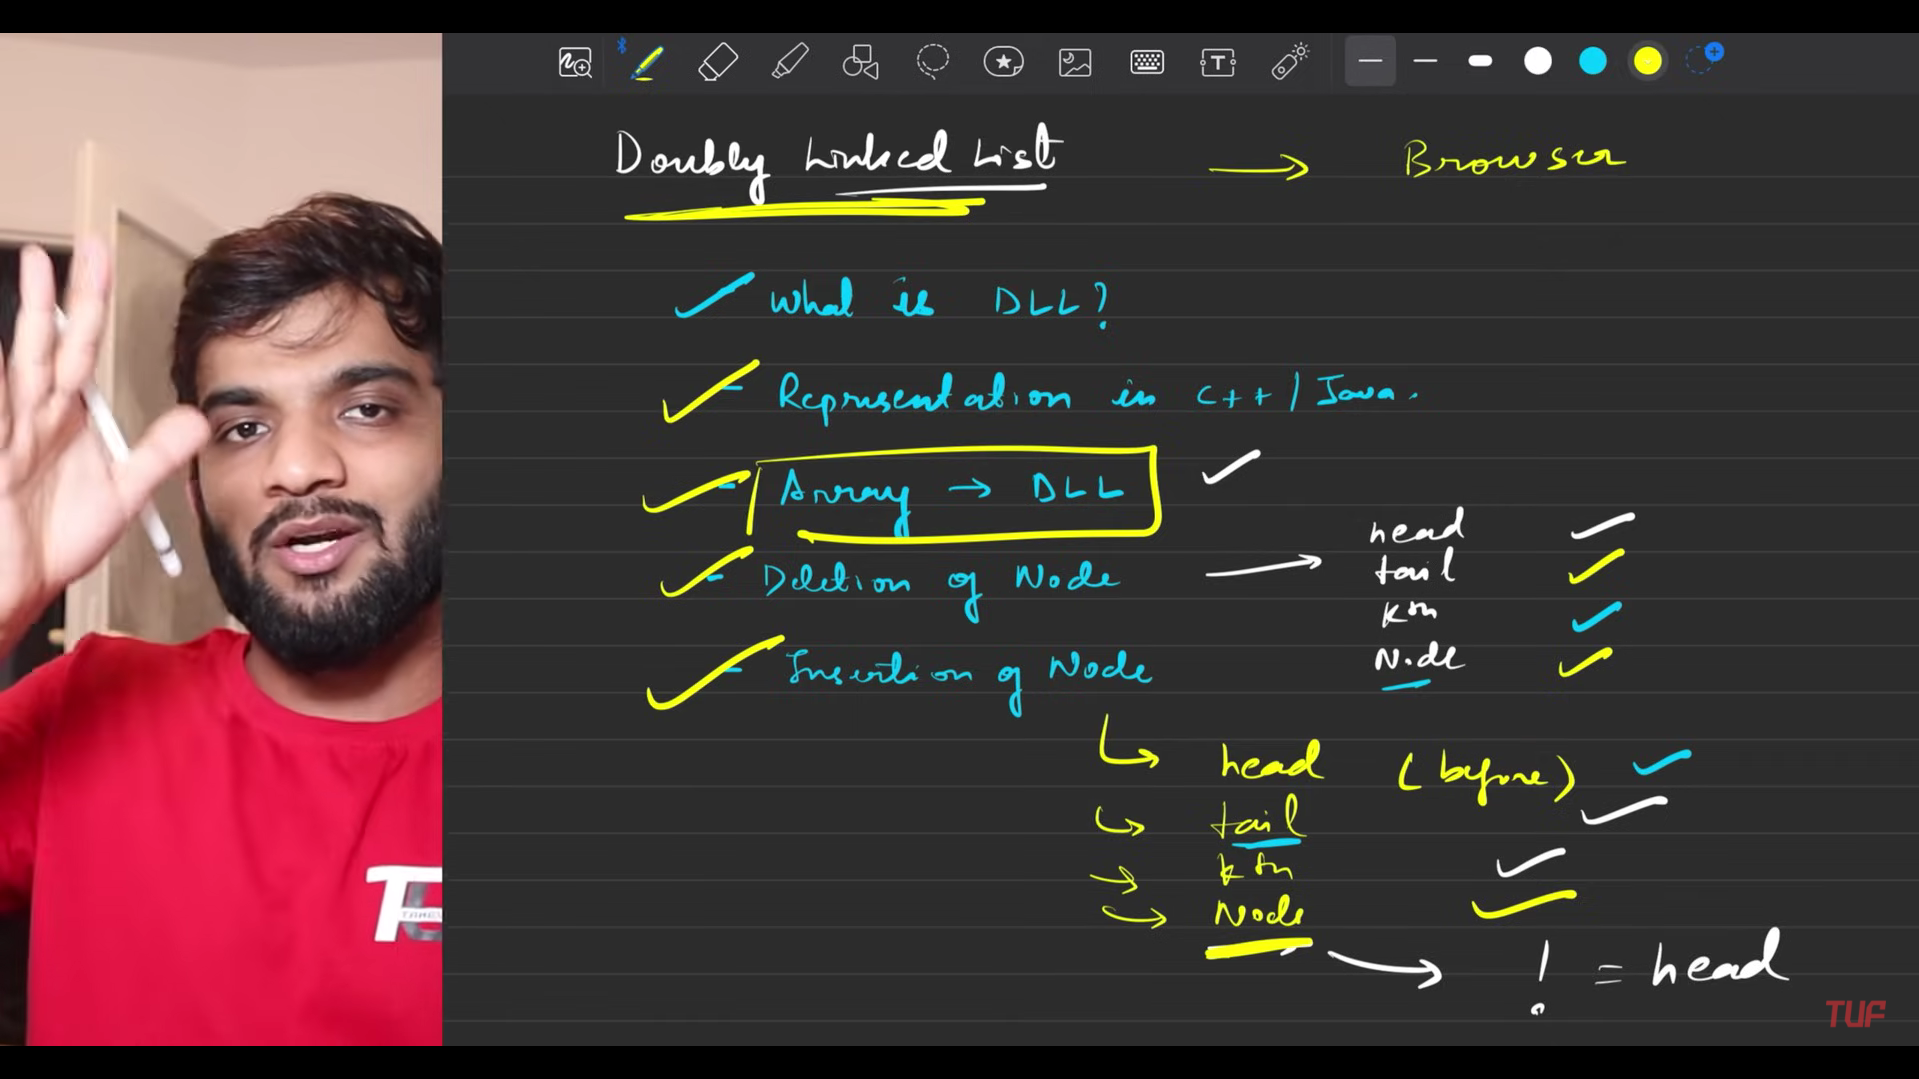 Doubly Linked List → Browser
What is DLL?
- Representation in C++ / Java.
- Array → DLL
- Deletion of Node → head
tail
kth
Node
- Insertion of Node
↳ head (before)
↳ tail
→ kth
↳ Node
→ != head
TUF